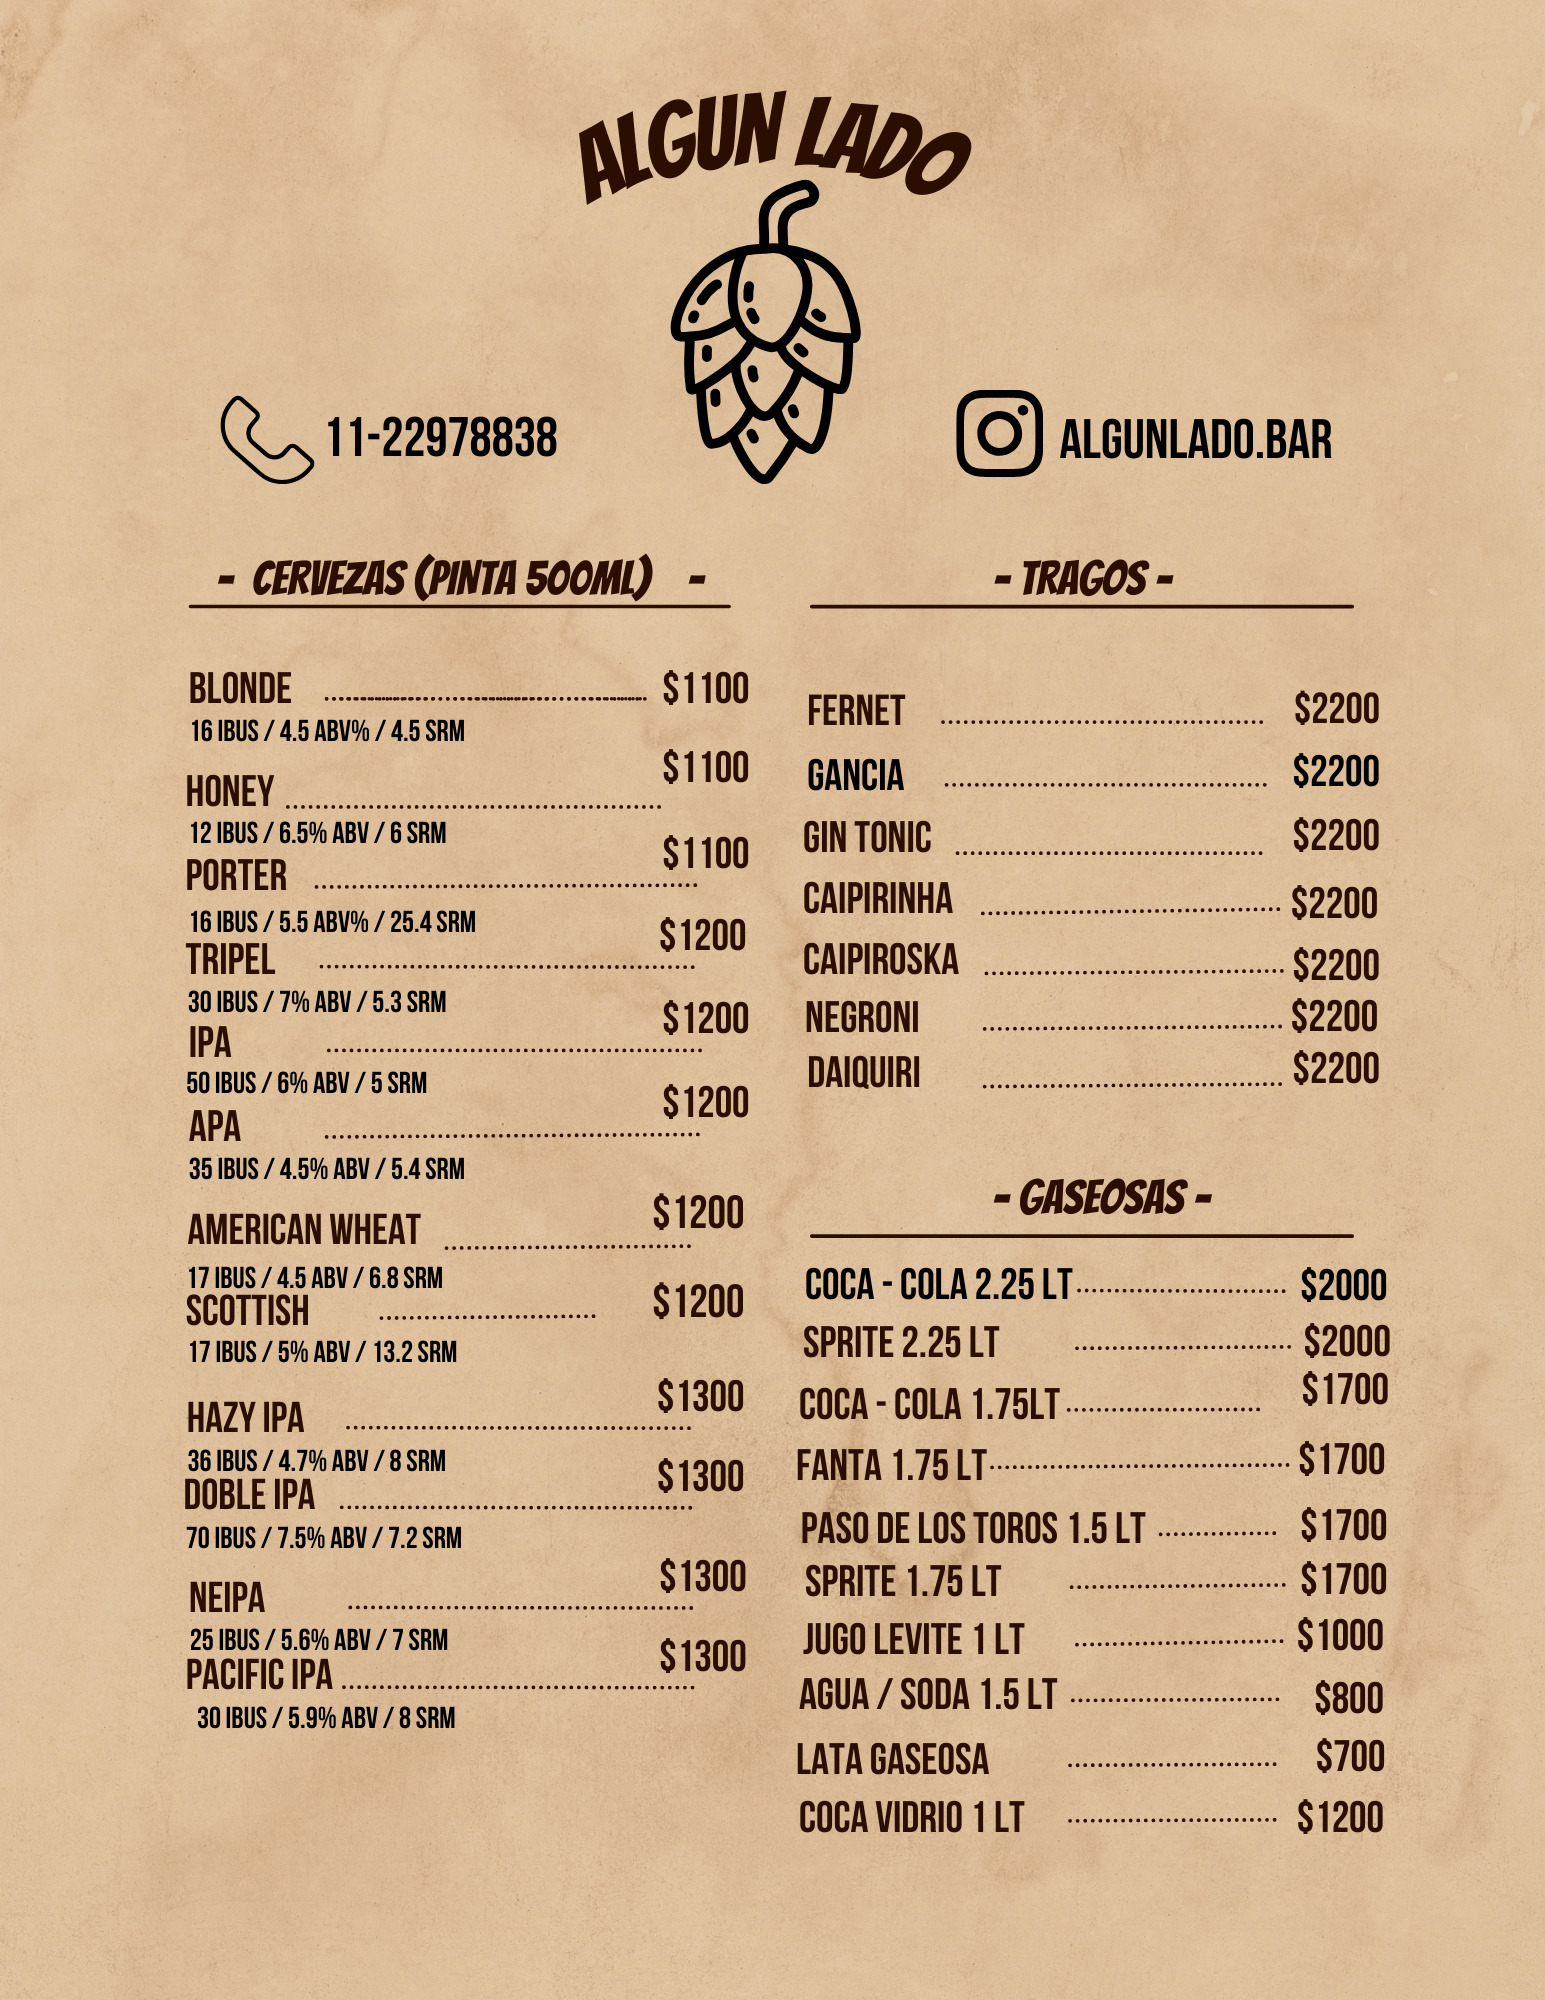 ALGUN LADO
11-22978838
ALGUNLADO.BAR
- CERVEZAS (PINTA 500ML) -
BLONDE ........ $1100
16 IBUS / 4.5 ABV% / 4.5 SRM
HONEY ........ $1100
12 IBUS / 6.5% ABV / 6 SRM
PORTER ........ $1100
16 IBUS / 5.5 ABV% / 25.4 SRM
TRIPEL ........ $1200
30 IBUS / 7% ABV / 5.3 SRM
IPA ........ $1200
50 IBUS / 6% ABV / 5 SRM
APA ........ $1200
35 IBUS / 4.5% ABV / 5.4 SRM
AMERICAN WHEAT ........ $1200
17 IBUS / 4.5 ABV / 6.8 SRM
SCOTTISH ........ $1200
17 IBUS / 5% ABV / 13.2 SRM
HAZY IPA ........ $1300
36 IBUS / 4.7% ABV / 8 SRM
DOBLE IPA ........ $1300
70 IBUS / 7.5% ABV / 7.2 SRM
NEIPA ........ $1300
25 IBUS / 5.6% ABV / 7 SRM
PACIFIC IPA ........ $1300
30 IBUS / 5.9% ABV / 8 SRM
- TRAGOS -
FERNET ........ $2200
GANCIA ........ $2200
GIN TONIC ........ $2200
CAIPIRINHA ........ $2200
CAIPIROSKA ........ $2200
NEGRONI ........ $2200
DAIQUIRI ........ $2200
- GASEOSAS -
COCA - COLA 2.25 LT ........ $2000
SPRITE 2.25 LT ........ $2000
COCA - COLA 1.75LT ........ $1700
FANTA 1.75 LT ........ $1700
PASO DE LOS TOROS 1.5 LT ........ $1700
SPRITE 1.75 LT ........ $1700
JUGO LEVITE 1 LT ........ $1000
AGUA / SODA 1.5 LT ........ $800
LATA GASEOSA ........ $700
COCA VIDRIO 1 LT ........ $1200